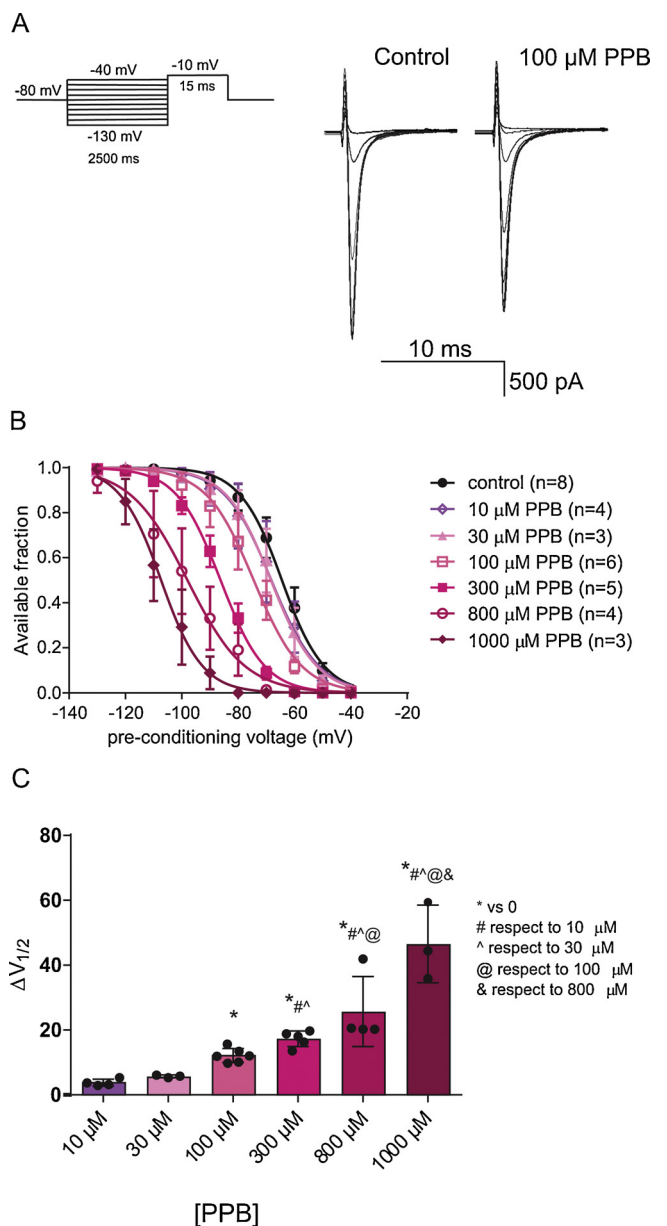 A
Control 100 µM PPB
-40 mV
-10 mV
-80 mV
15 ms
-130 mV
2500 ms
10 ms
500 pA
B
1.0
0.8
0.6
0.4
0.2
0.0
Available fraction
-140 -120 -100 -80 -60 -40 -20
pre-conditioning voltage (mV)
control (n=8)
10 µM PPB (n=4)
30 µM PPB (n=3)
100 µM PPB (n=6)
300 µM PPB (n=5)
800 µM PPB (n=4)
1000 µM PPB (n=3)
C
80
60
40
20
0
ΔV1/2
*
*#^
*#^@
*#^@&
* vs 0
# respect to 10 µM
^ respect to 30 µM
@ respect to 100 µM
& respect to 800 µM
10 µM 30 µM 100 µM 300 µM 800 µM 1000 µM
[PPB]